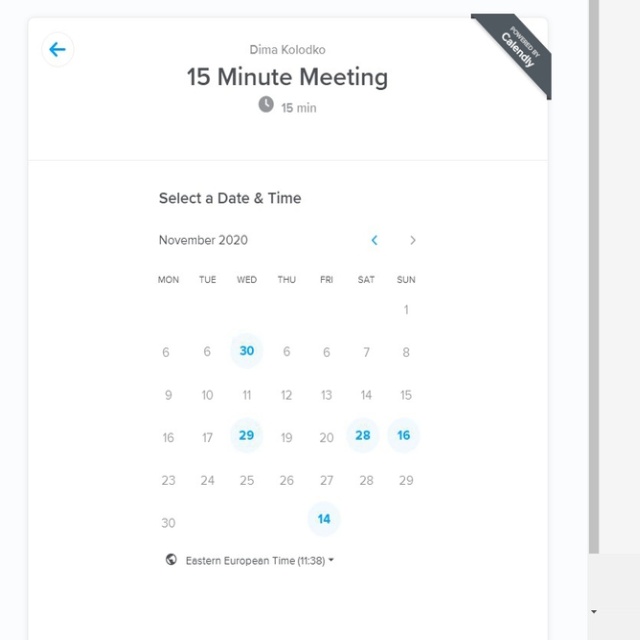 Dima Kolodko
POWERED BY
Calendly
15 Minute Meeting
15 min
Select a Date & Time
November 2020
MON TUE WED THU FRI SAT SUN
1
6 6 30 6 6 7 8
9 10 11 12 13 14 15
16 17 29 19 20 28 16
23 24 25 26 27 28 29
30 14
Eastern European Time (11:38)